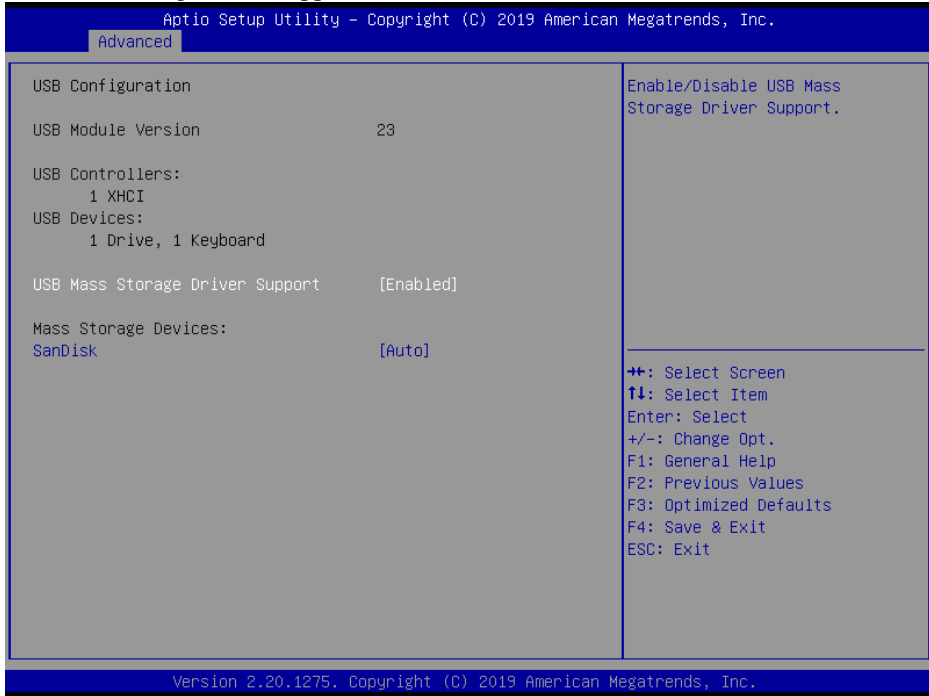 Aptio Setup Utility – Copyright (C) 2019 American Megatrends, Inc.
Advanced
USB Configuration
USB Module Version 23
USB Controllers:
1 XHCI
USB Devices:
1 Drive, 1 Keyboard
USB Mass Storage Driver Support [Enabled]
Mass Storage Devices:
SanDisk [Auto]
Enable/Disable USB Mass
Storage Driver Support.
→←: Select Screen
↑↓: Select Item
Enter: Select
+/-: Change Opt.
F1: General Help
F2: Previous Values
F3: Optimized Defaults
F4: Save & Exit
ESC: Exit
Version 2.20.1275. Copyright (C) 2019 American Megatrends, Inc.